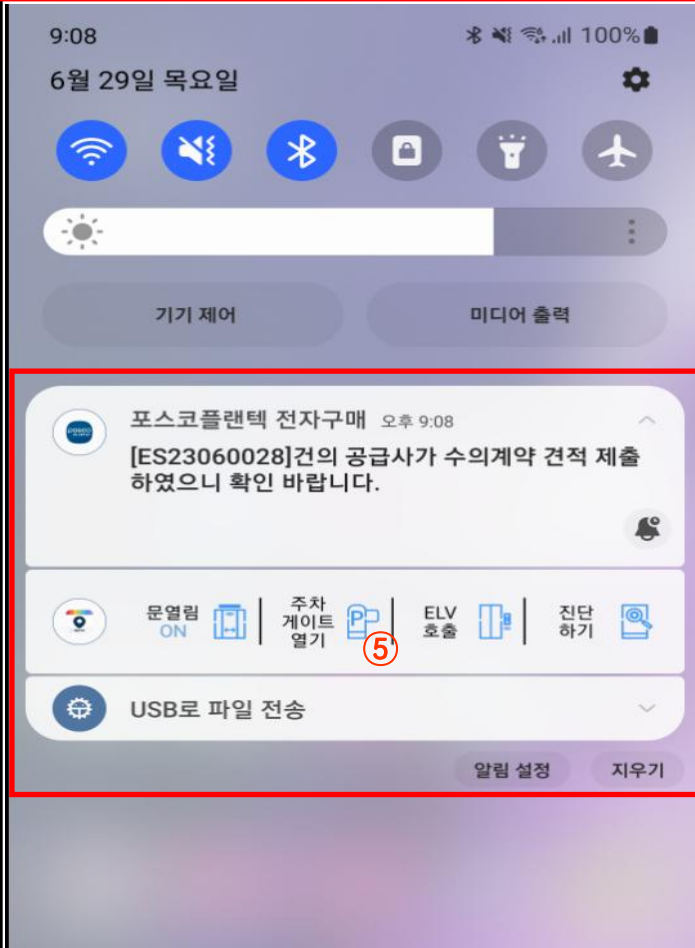 9:08 100%
6월 29일 목요일
기기 제어 미디어 출력
포스코플랜텍 전자구매 오후 9:08
[ES23060028]건의 공급사가 수의계약 견적 제출
하였으니 확인 바랍니다.
문열림
ON
주차
게이트
열기
P
⑤
ELV
호출
진단
하기
USB로 파일 전송
알림 설정 지우기